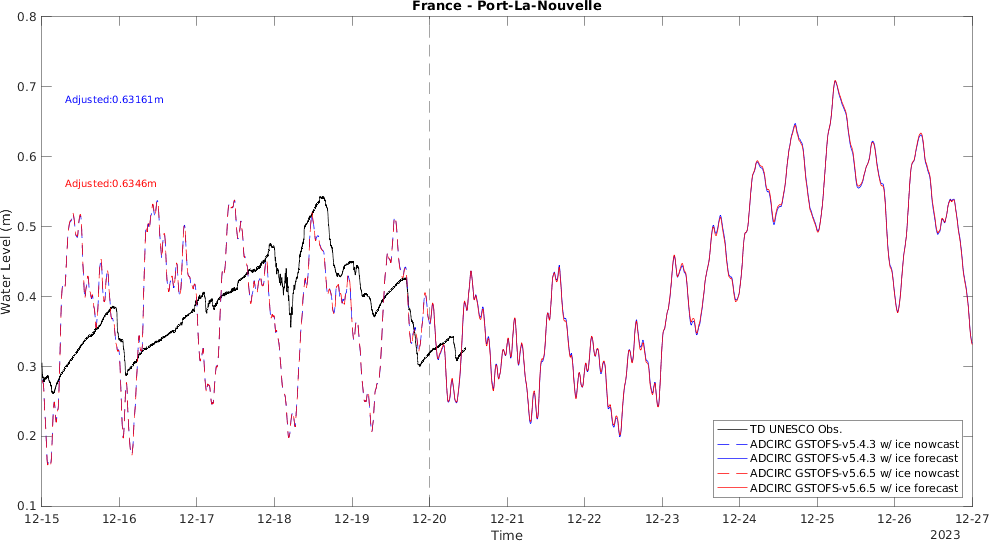 France - Port-La-Nouvelle
0.8
0.7
0.6
0.5
0.4
0.3
0.2
0.1
Water Level (m)
Adjusted:0.63161m
Adjusted:0.6346m
TD UNESCO Obs.
ADCIRC GSTOFS-v5.4.3 w/ ice nowcast
ADCIRC GSTOFS-v5.4.3 w/ ice forecast
ADCIRC GSTOFS-v5.6.5 w/ ice nowcast
ADCIRC GSTOFS-v5.6.5 w/ ice forecast
12-15 12-16 12-17 12-18 12-19 12-20 12-21 12-22 12-23 12-24 12-25 12-26 12-27
Time
2023